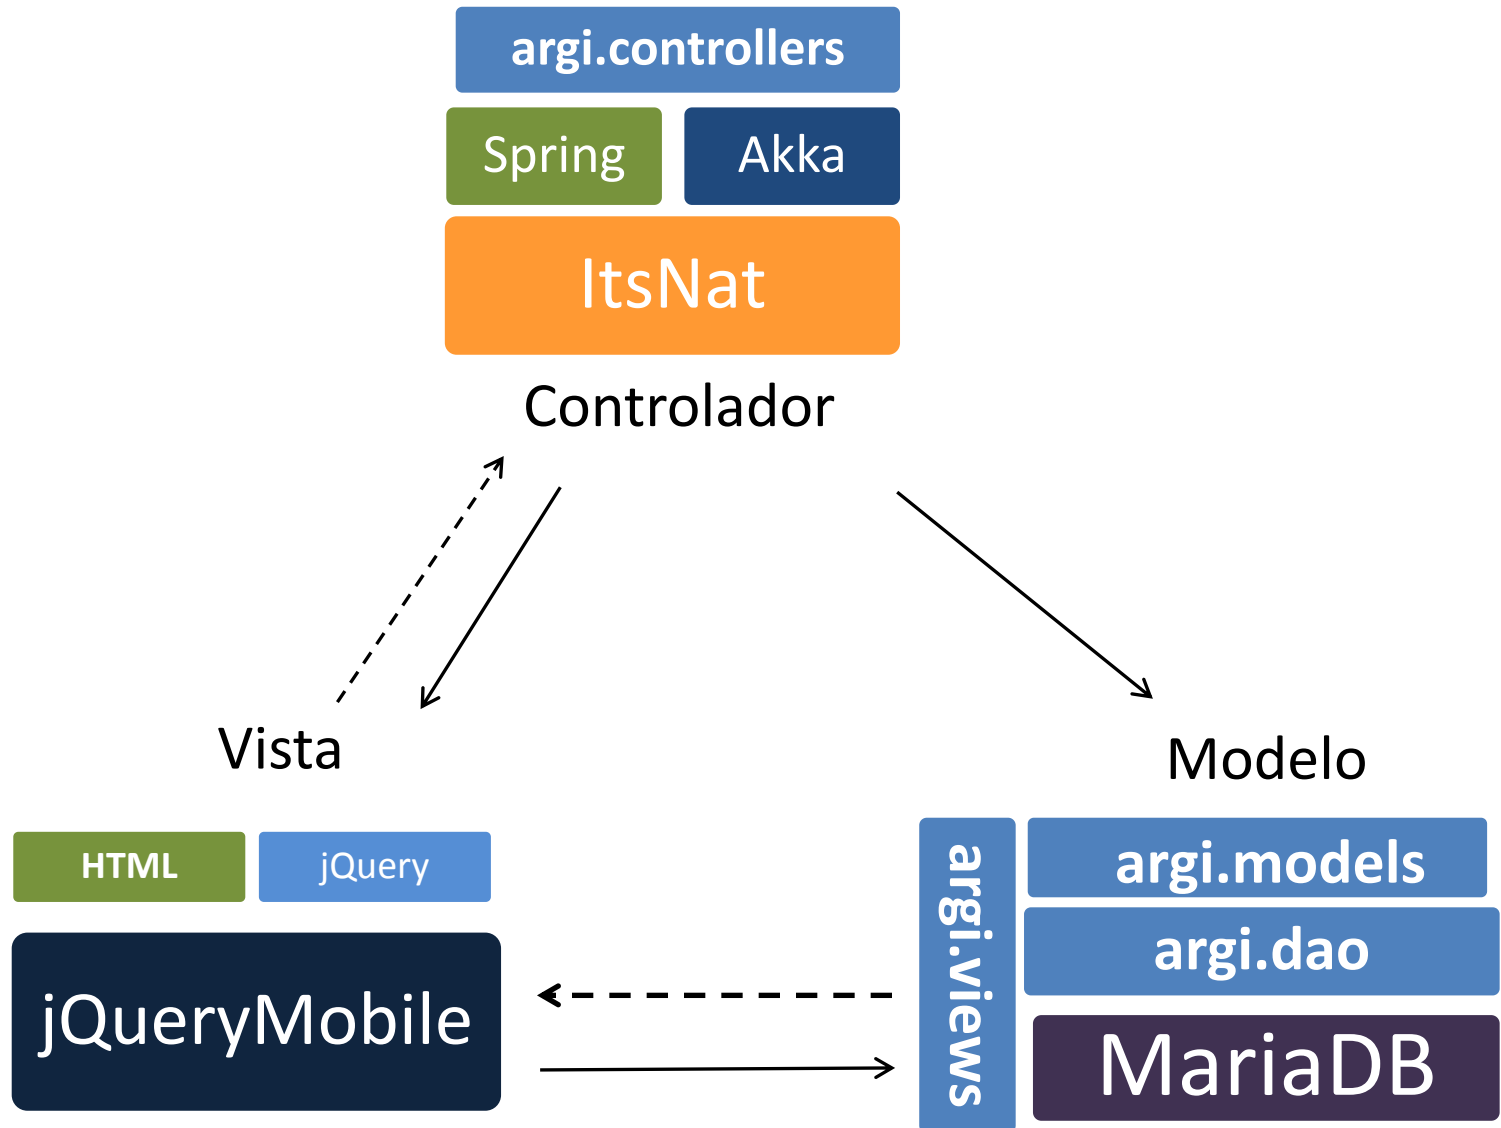 argi.controllers
Spring
Akka
ItsNat
Controlador
Vista
Modelo
HTML
jQuery
jQueryMobile
argi.views
argi.models
argi.dao
MariaDB